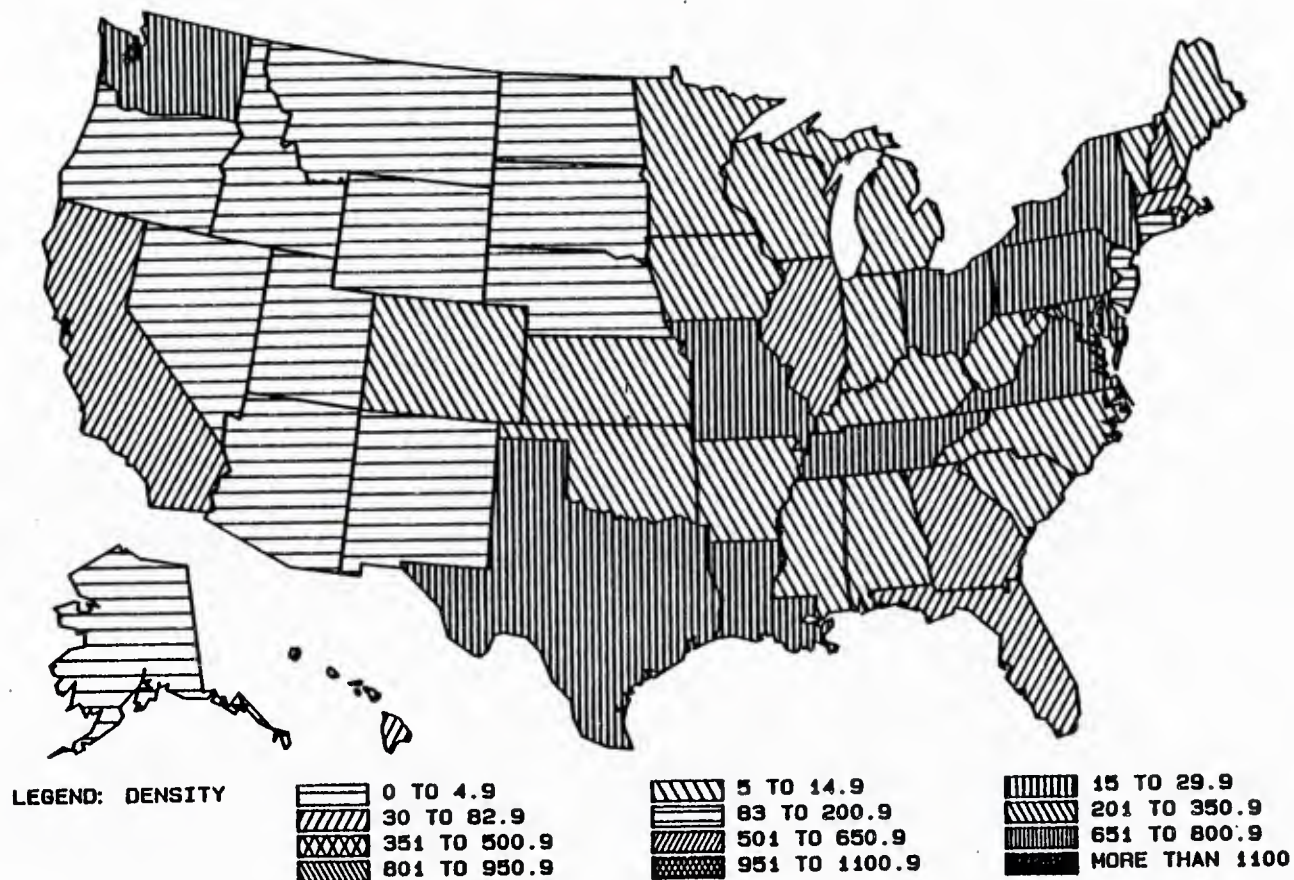 LEGEND: DENSITY 0 TO 4.9 5 TO 14.9 15 TO 29.9
30 TO 82.9 83 TO 200.9 201 TO 350.9
351 TO 500.9 501 TO 650.9 651 TO 800.9
801 TO 950.9 951 TO 1100.9 MORE THAN 1100